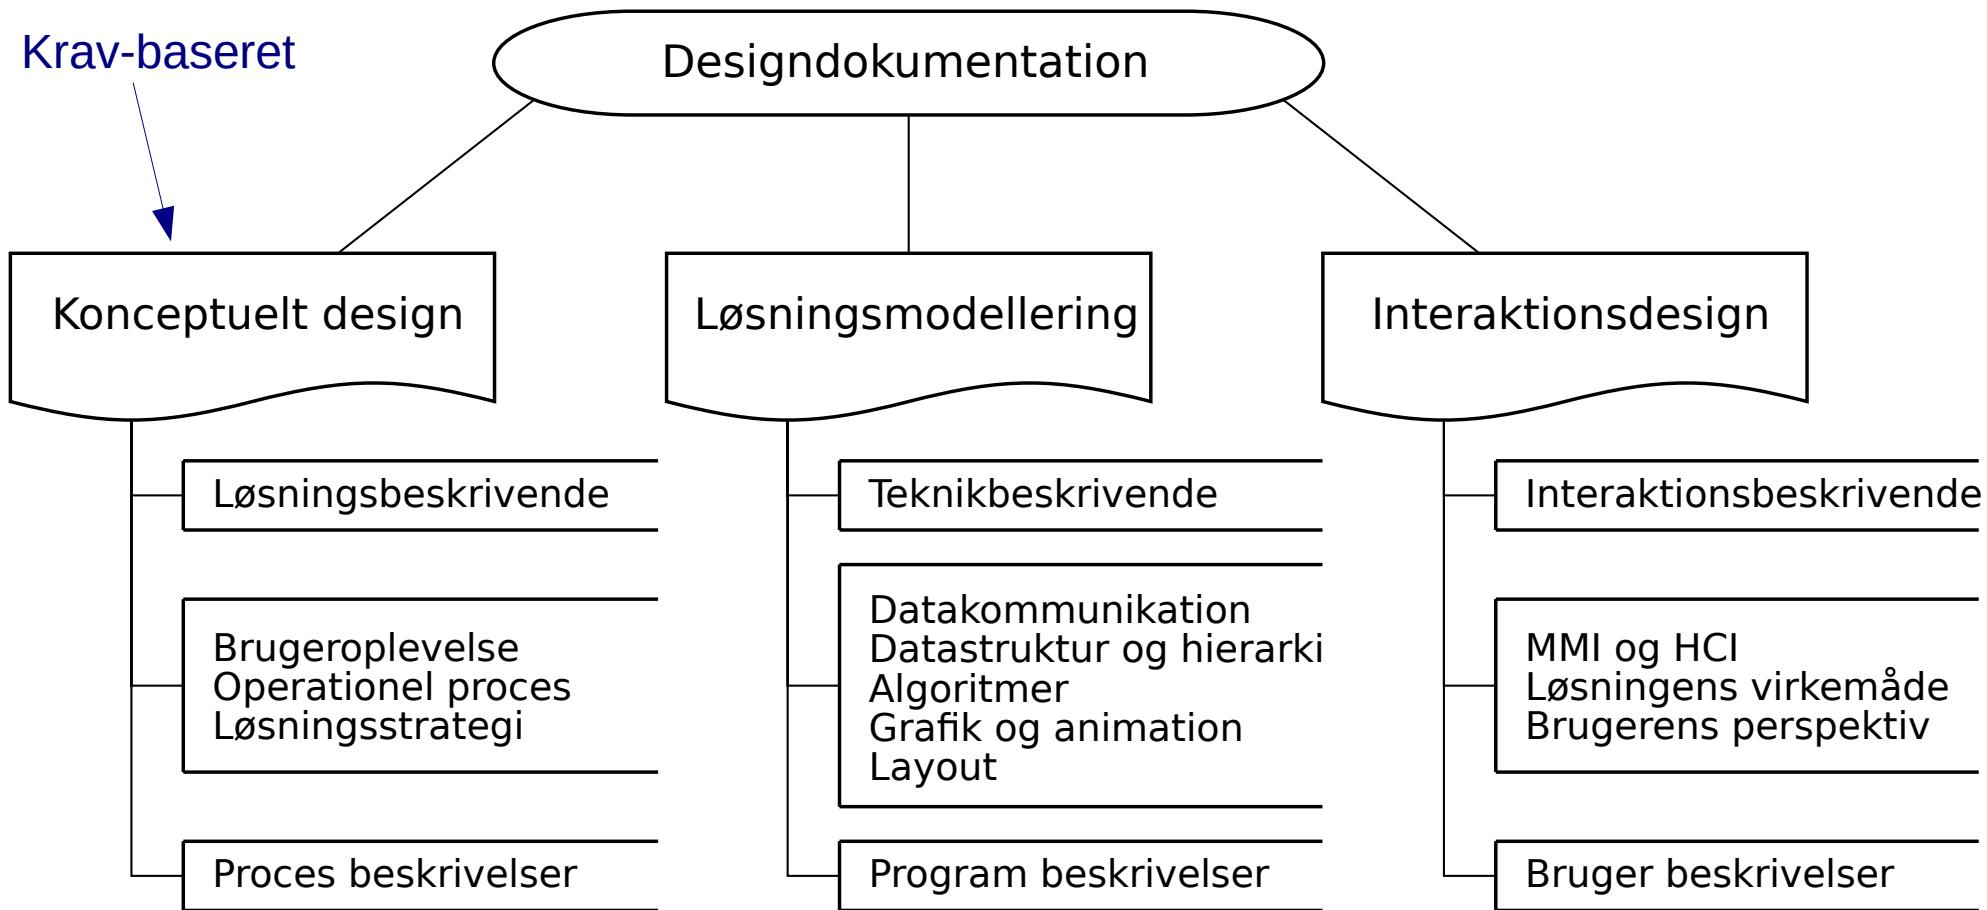 Krav-baseret
Designdokumentation
Konceptuelt design
Løsningsbeskrivende
Brugeroplevelse
Operationel proces
Løsningsstrategi
Proces beskrivelser
Løsningsmodellering
Teknikbeskrivende
Datakommunikation
Datastruktur og hierarki
Algoritmer
Grafik og animation
Layout
Program beskrivelser
Interaktionsdesign
Interaktionsbeskrivende
MMI og HCI
Løsningens virkemåde
Brugerens perspektiv
Bruger beskrivelser